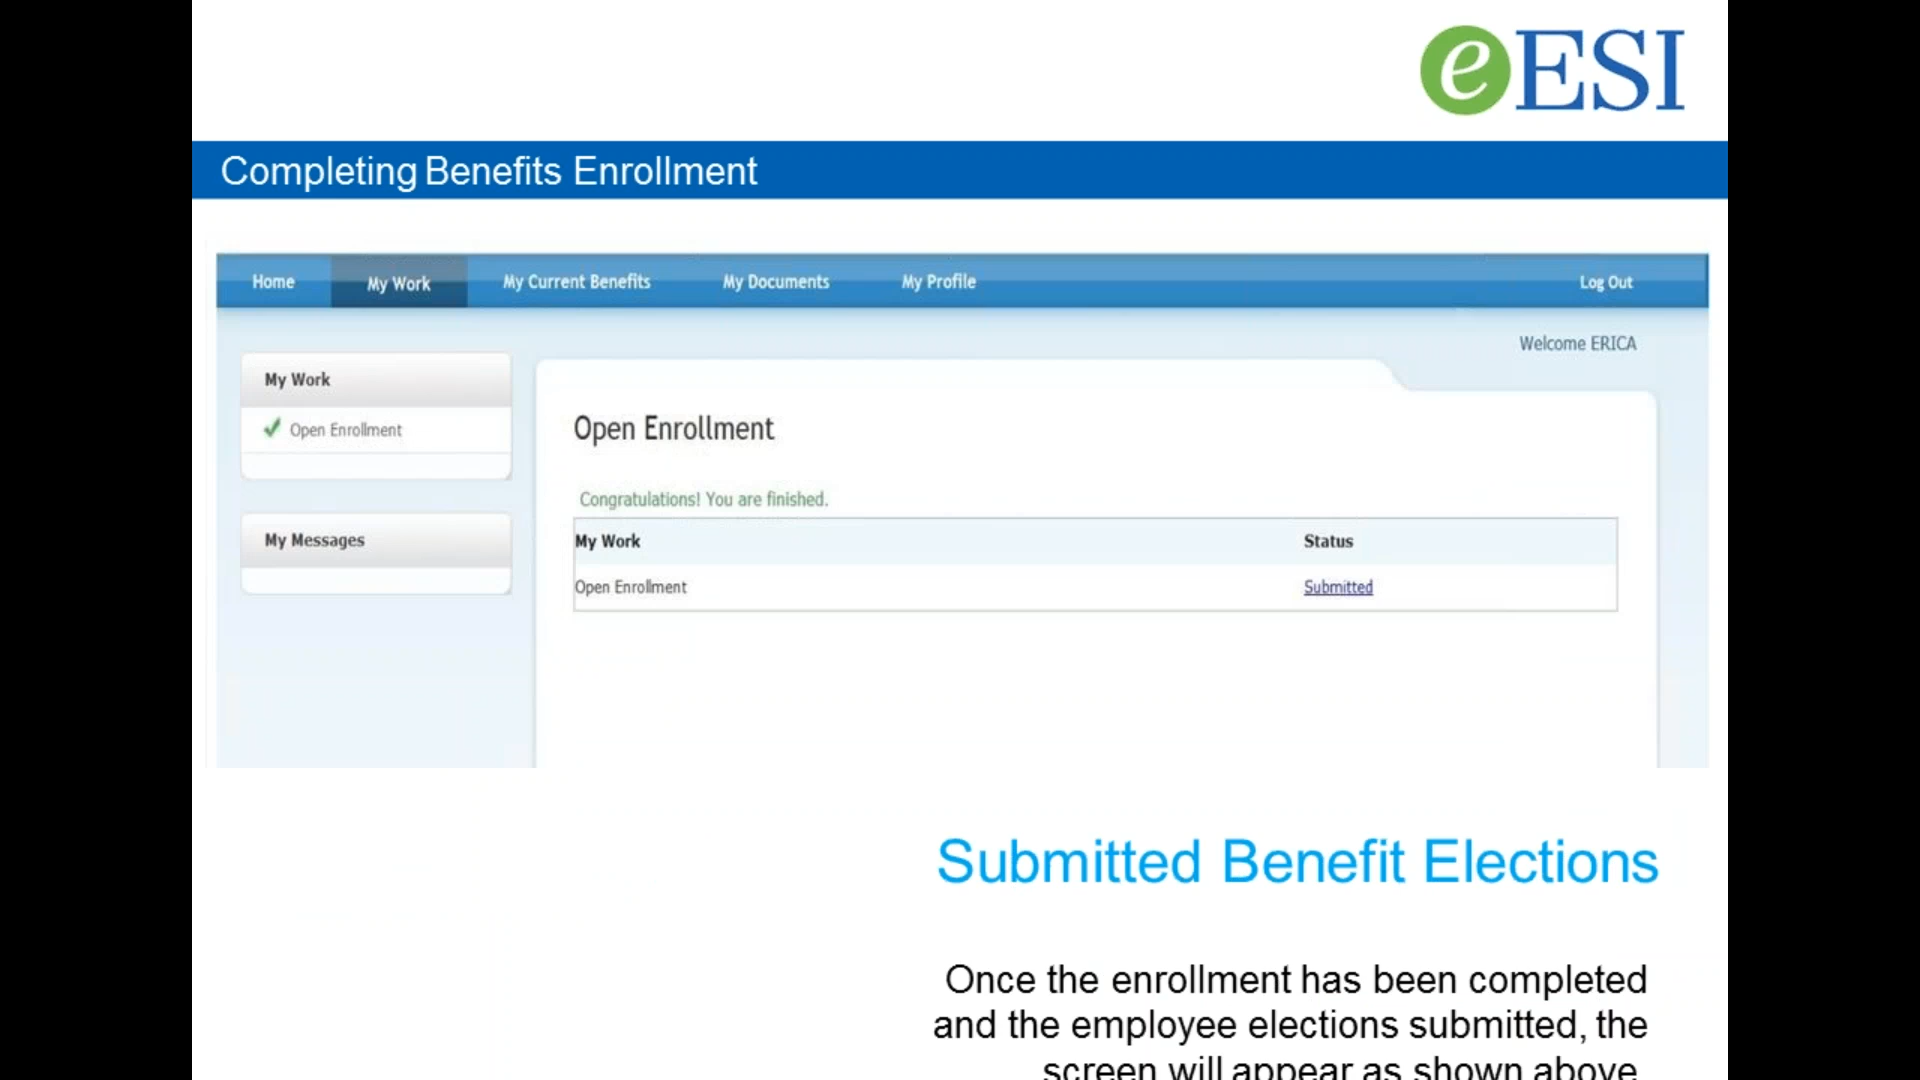 eESI
Completing Benefits Enrollment
Home My Work My Current Benefits My Documents My Profile Log Out
Welcome ERICA
My Work
Open Enrollment
My Messages
Open Enrollment
Congratulations! You are finished.
My Work Status
Open Enrollment Submitted
Submitted Benefit Elections
Once the enrollment has been completed
and the employee elections submitted, the
screen will appear as shown above.